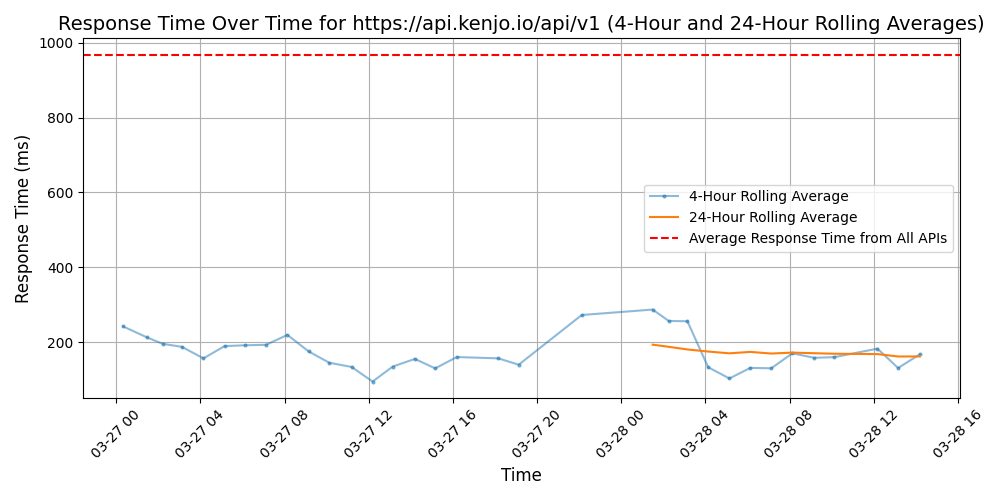 Response Time Over Time for https://api.kenjo.io/api/v1 (4-Hour and 24-Hour Rolling Averages)
1000
800
600
400
200
Response Time (ms)
4-Hour Rolling Average
24-Hour Rolling Average
Average Response Time from All APIs
03-27 00
03-27 04
03-27 08
03-27 12
03-27 16
03-27 20
03-28 00
03-28 04
03-28 08
03-28 12
03-28 16
Time